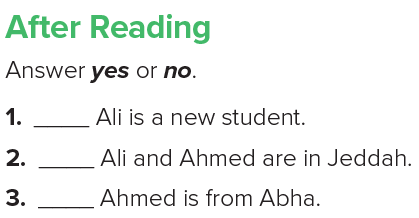 After Reading
Answer yes or no.
1. _____ Ali is a new student.
2. _____ Ali and Ahmed are in Jeddah.
3. _____ Ahmed is from Abha.